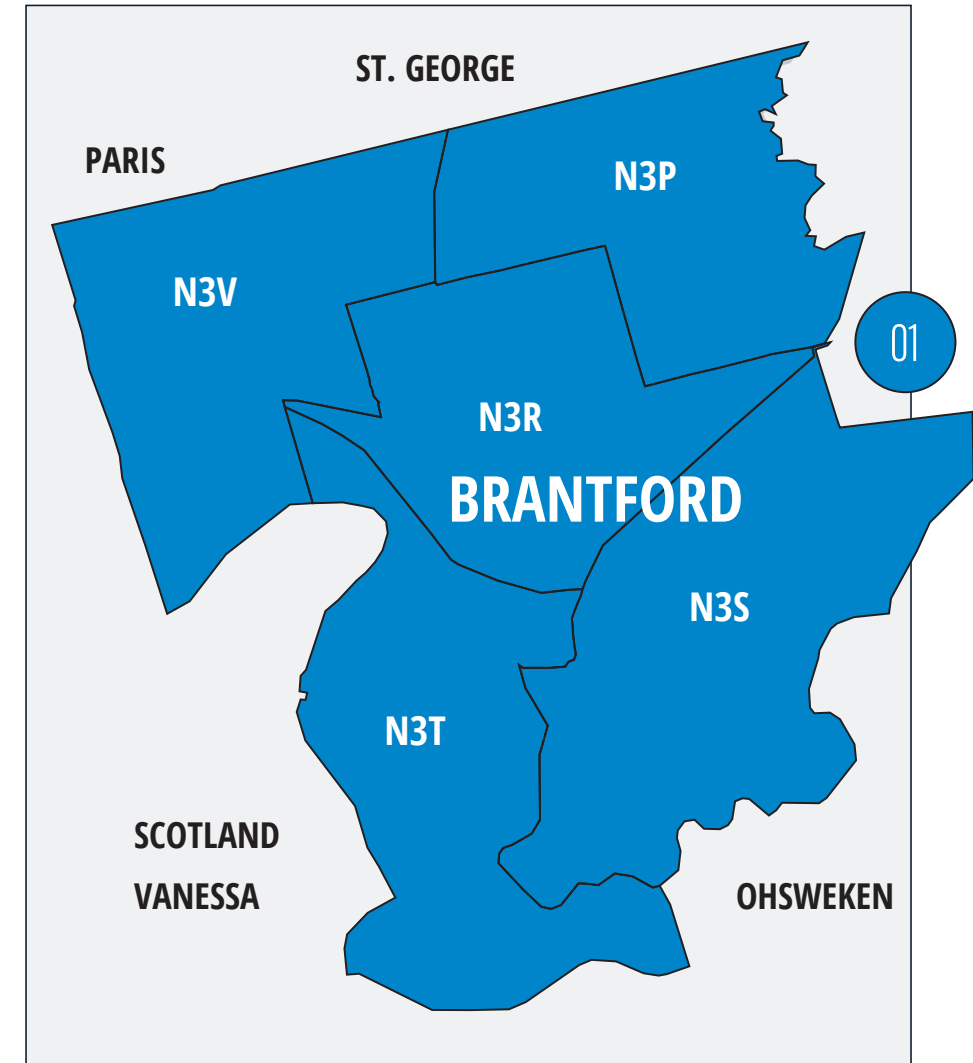 ST. GEORGE
PARIS
N3P
N3V
01
N3R
BRANTFORD
N3S
N3T
SCOTLAND
VANESSA
OHSWEKEN